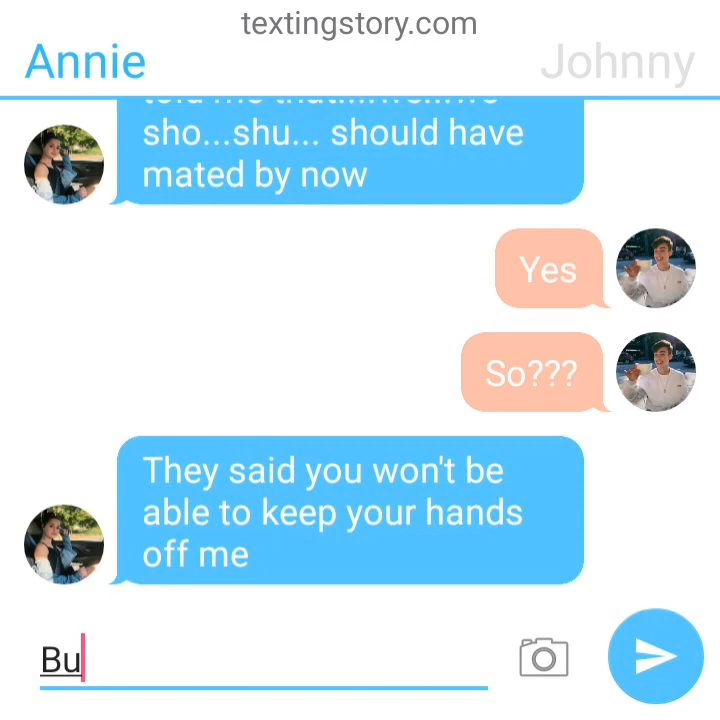 textingstory.com
Annie
Johnny
sho...shu... should have
mated by now
Yes
So???
They said you won't be
able to keep your hands
off me
Bu